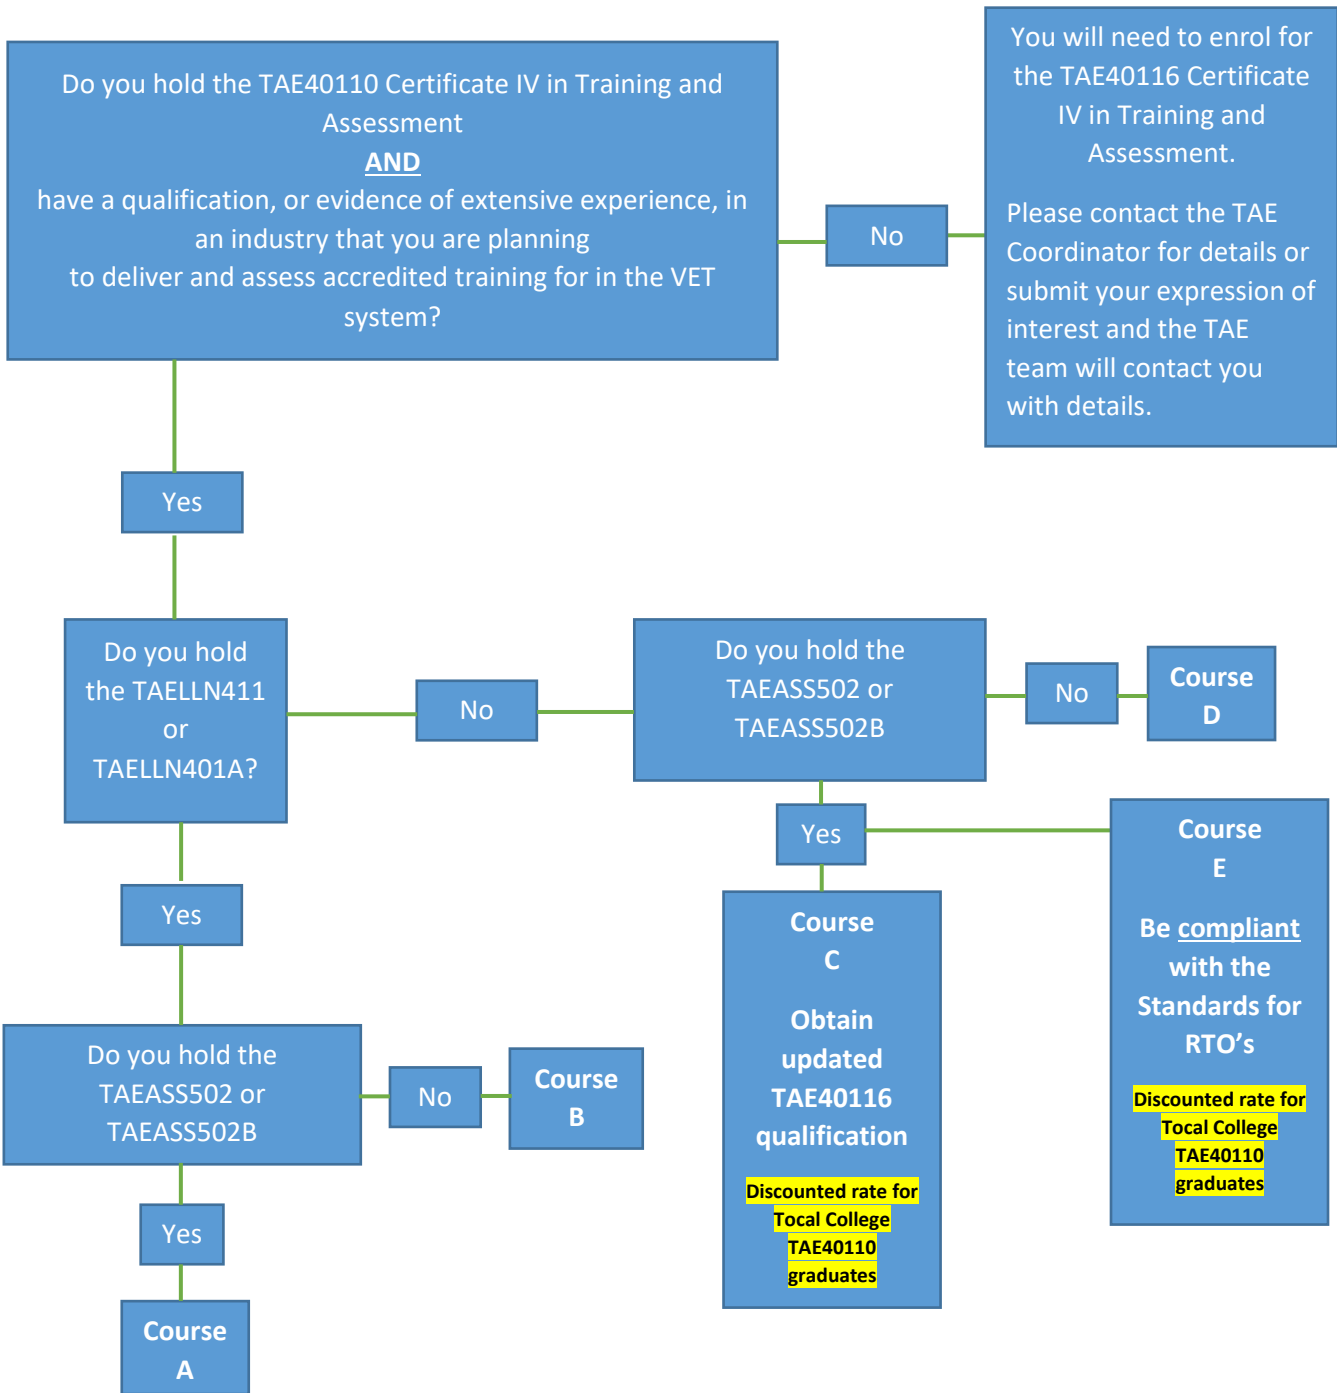 Do you hold the TAE40110 Certificate IV in Training and
Assessment
AND
have a qualification, or evidence of extensive experience, in
an industry that you are planning
to deliver and assess accredited training for in the VET
system?
No
You will need to enrol for
the TAE40116 Certificate
IV in Training and
Assessment.
Please contact the TAE
Coordinator for details or
submit your expression of
interest and the TAE
team will contact you
with details.
Yes
Do you hold
the TAELLN411
or
TAELLN401A?
No
Do you hold the
TAEASS502 or
TAEASS502B
No
Course
D
Yes
Course
E
Be compliant
with the
Standards for
RTO's
Discounted rate for
Tocal College
TAE40110
graduates
Course
C
Obtain
updated
TAE40116
qualification
Discounted rate for
Tocal College
TAE40110
graduates
Yes
Do you hold the
TAEASS502 or
TAEASS502B
No
Course
B
Yes
Course
A